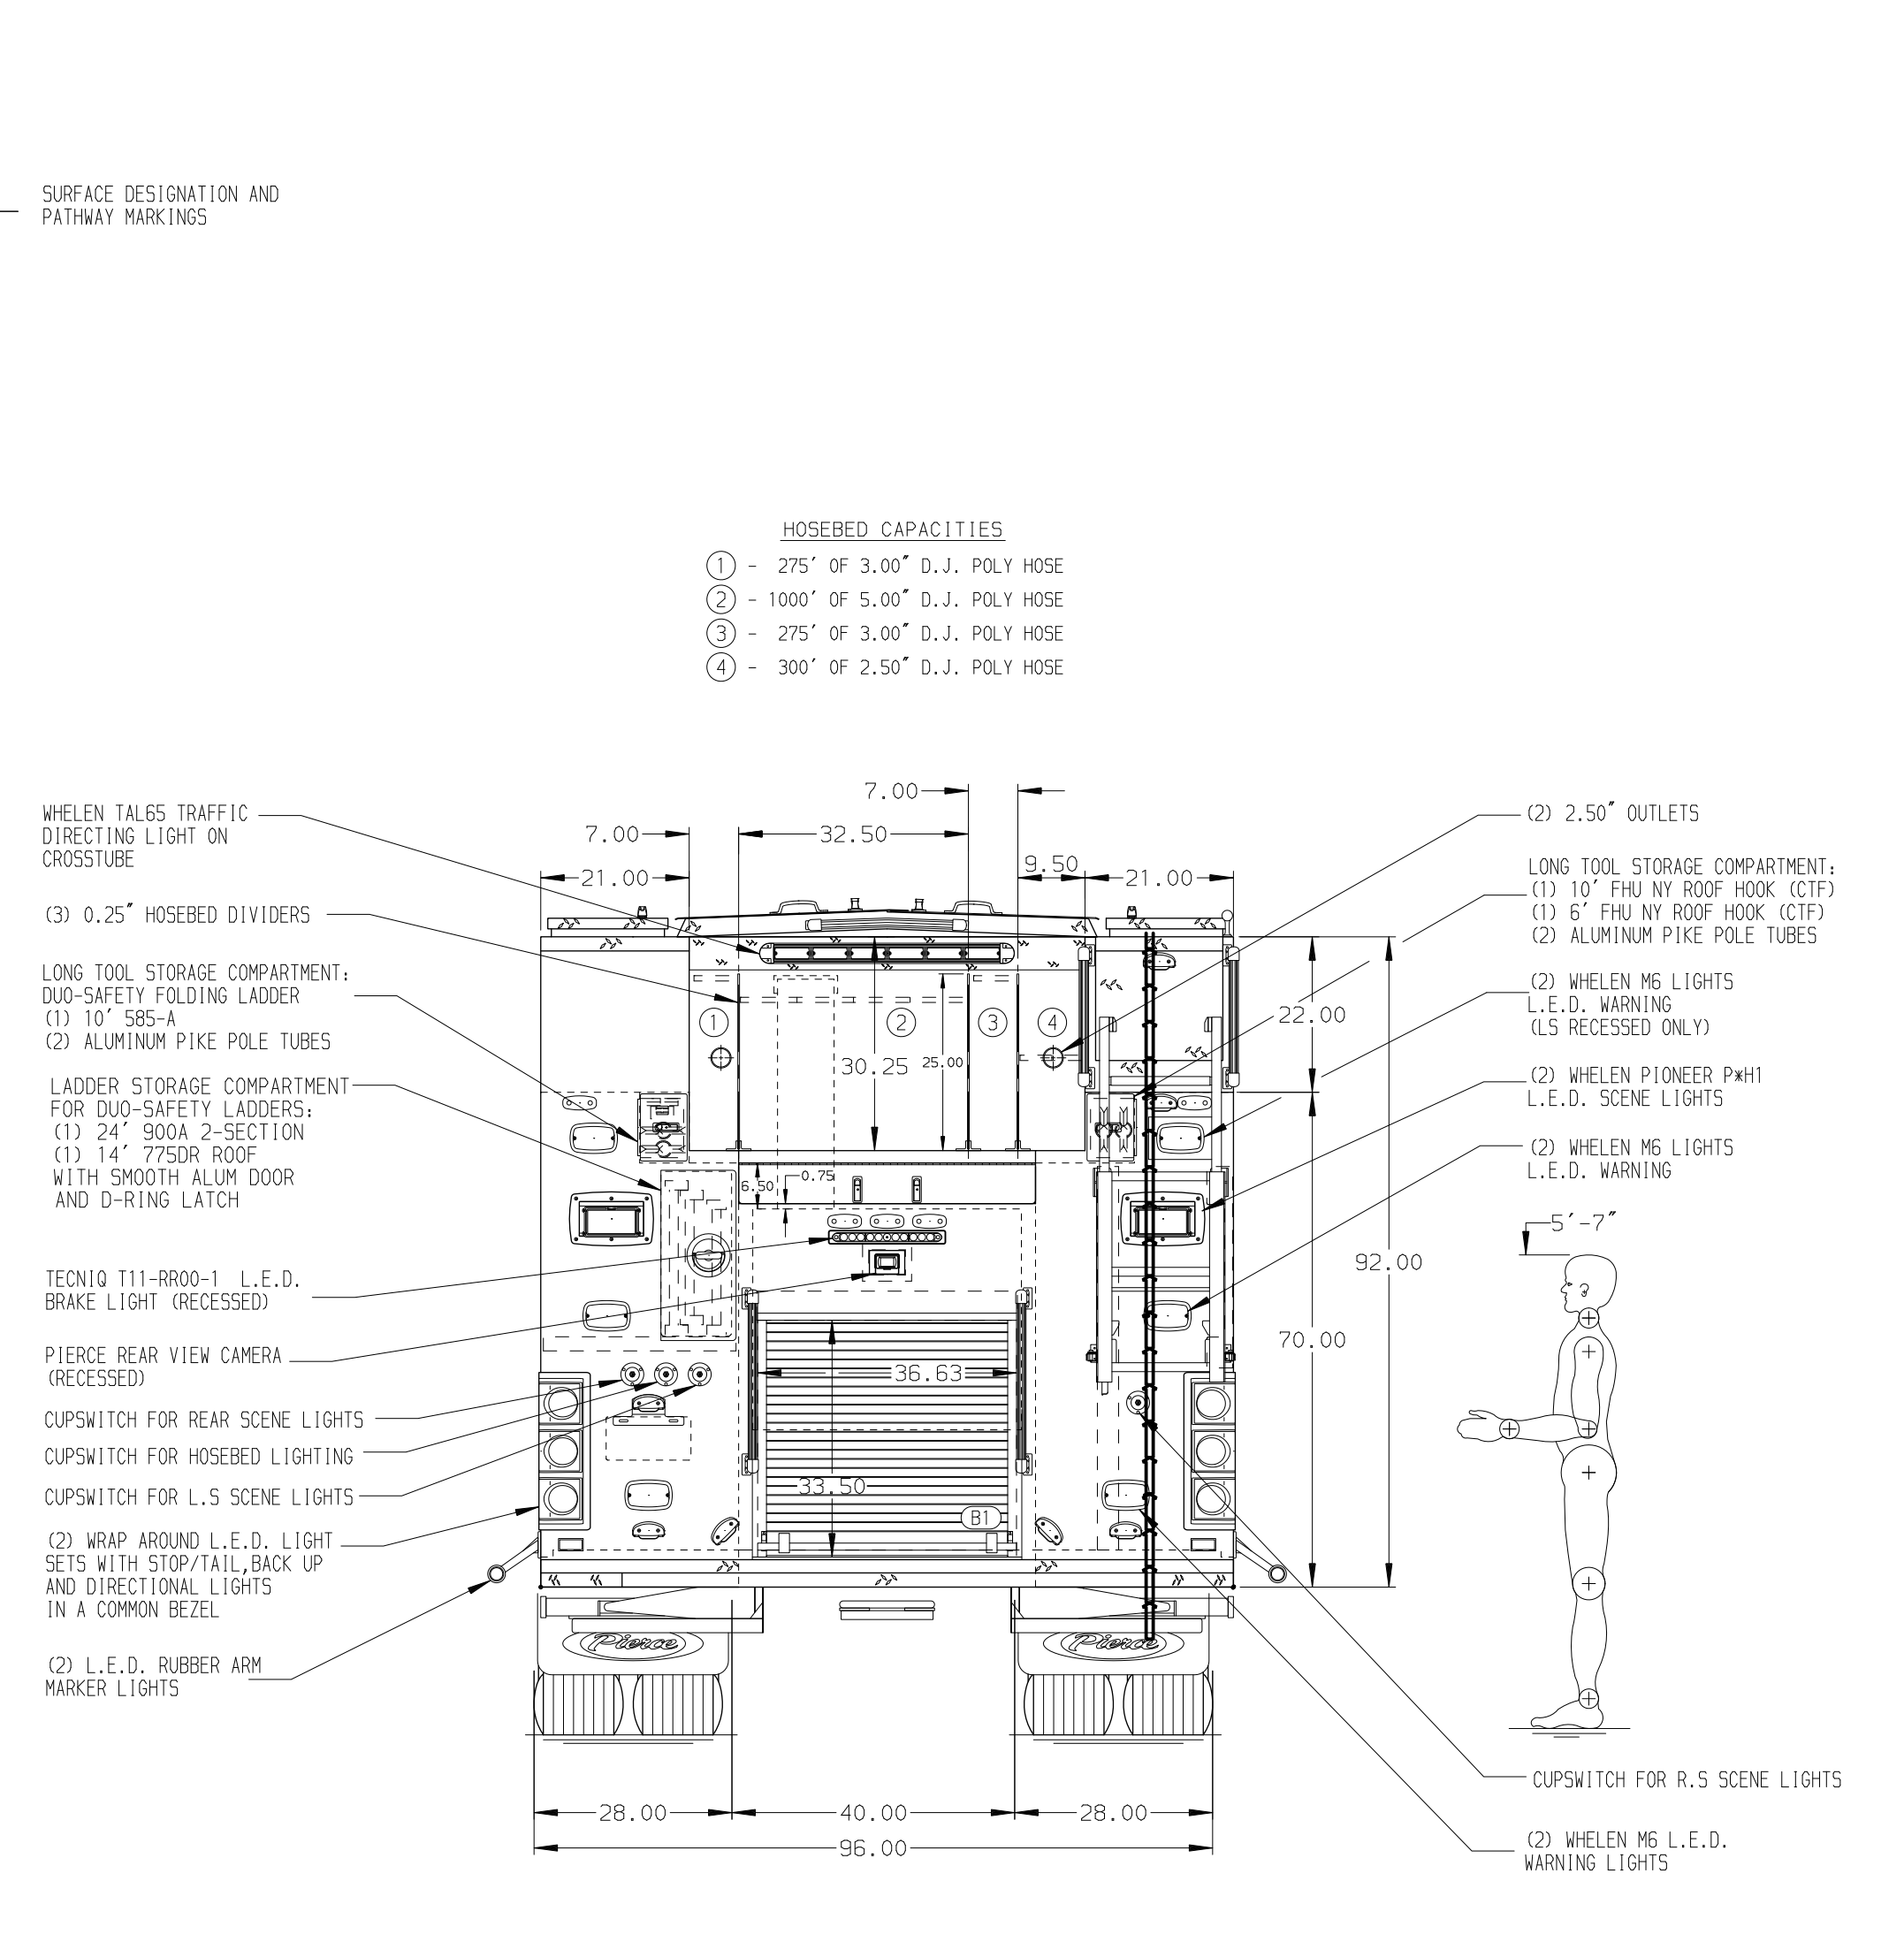 SURFACE DESIGNATION AND
PATHWAY MARKINGS
HOSEBED CAPACITIES
1 - 275' OF 3.00" D.J. POLY HOSE
2 - 1000' OF 5.00" D.J. POLY HOSE
3 - 275' OF 3.00" D.J. POLY HOSE
4 - 300' OF 2.50" D.J. POLY HOSE
WHELEN TAL65 TRAFFIC
DIRECTING LIGHT ON
CROSSTUBE
(3) 0.25" HOSEBED DIVIDERS
LONG TOOL STORAGE COMPARTMENT:
DUO-SAFETY FOLDING LADDER
(1) 10' 585-A
(2) ALUMINUM PIKE POLE TUBES
LADDER STORAGE COMPARTMENT
FOR DUO-SAFETY LADDERS:
(1) 24' 900A 2-SECTION
(1) 14' 775DR ROOF
WITH SMOOTH ALUM DOOR
AND D-RING LATCH
TECNIQ T11-RR00-1 L.E.D.
BRAKE LIGHT (RECESSED)
PIERCE REAR VIEW CAMERA
(RECESSED)
CUPSWITCH FOR REAR SCENE LIGHTS
CUPSWITCH FOR HOSEBED LIGHTING
CUPSWITCH FOR L.S SCENE LIGHTS
(2) WRAP AROUND L.E.D. LIGHT
SETS WITH STOP/TAIL,BACK UP
AND DIRECTIONAL LIGHTS
IN A COMMON BEZEL
(2) L.E.D. RUBBER ARM
MARKER LIGHTS
7.00
7.00
32.50
9.50
21.00
21.00
1
2
3
4
30.25
25.00
22.00
6.50
0.75
92.00
70.00
36.63
33.50
B1
Pierce
Pierce
28.00
40.00
28.00
96.00
(2) 2.50" OUTLETS
LONG TOOL STORAGE COMPARTMENT:
(1) 10' FHU NY ROOF HOOK (CTF)
(1) 6' FHU NY ROOF HOOK (CTF)
(2) ALUMINUM PIKE POLE TUBES
(2) WHELEN M6 LIGHTS
L.E.D. WARNING
(LS RECESSED ONLY)
(2) WHELEN PIONEER P*H1
L.E.D. SCENE LIGHTS
(2) WHELEN M6 LIGHTS
L.E.D. WARNING
5'-7"
CUPSWITCH FOR R.S SCENE LIGHTS
(2) WHELEN M6 L.E.D.
WARNING LIGHTS